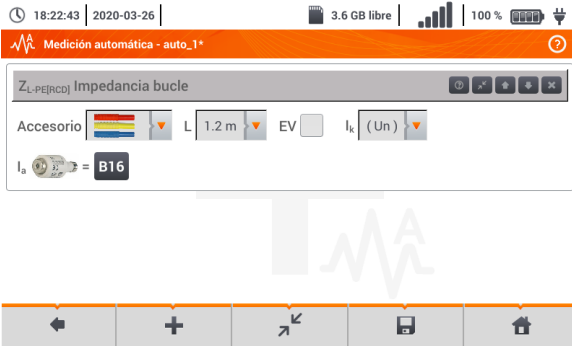 18:22:43 2020-03-26 3.6 GB libre 100 %
Medición automática - auto_1*
ZL-PE[RCD] Impedancia bucle
Accesorio L 1.2 m EV Ik ( Un )
Ia = B16